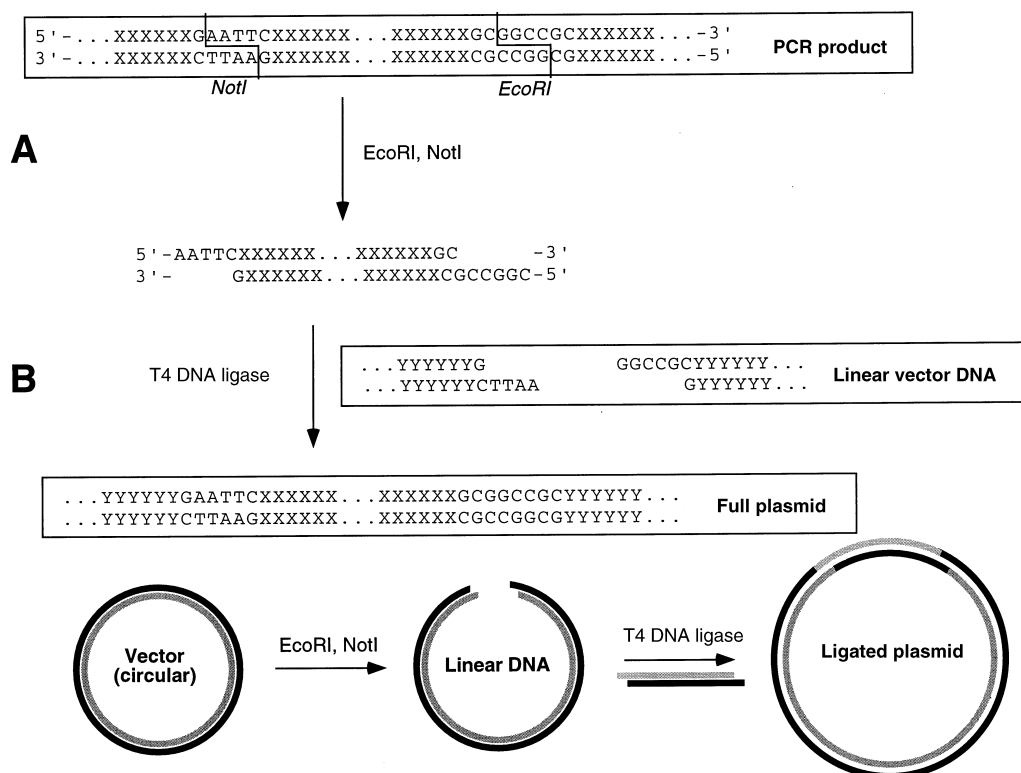 5'-...XXXXXXGAATTCXXXXXX...XXXXXXGCGGCCGCXXXXXX...-3'
3'-...XXXXXXCTTAAGXXXXXX...XXXXXXCGCCGGCGXXXXXX...-5'
PCR product
NotI
EcoRI
A
EcoRI, NotI
5'-AATTCXXXXXX...XXXXXXGC -3'
3'- GXXXXXX...XXXXXXCGCCGGC-5'
B
T4 DNA ligase
...YYYYYYG GGCCGCYYYYYY...
...YYYYYYCTTAA GYYYYYY...
Linear vector DNA
...YYYYYYGAATTCXXXXXX...XXXXXXGCGGCCGCYYYYYY...
...YYYYYYCTTAAGXXXXXX...XXXXXXCGCCGGCGYYYYYY...
Full plasmid
Vector
(circular)
EcoRI, NotI
Linear DNA
T4 DNA ligase
Ligated plasmid